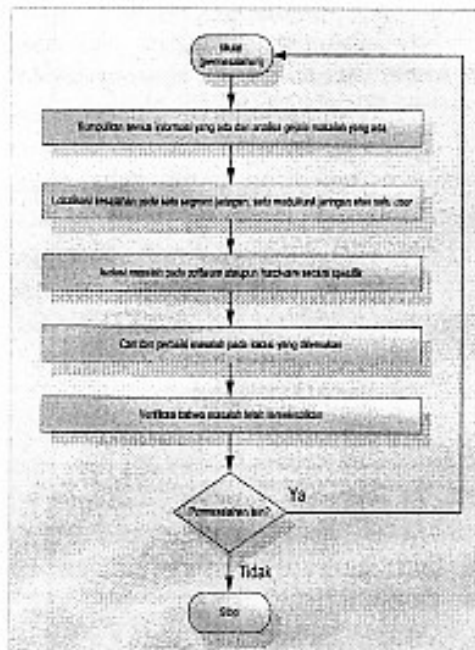 Mulai
(permasalahan)
Kumpulkan semua informasi yang ada dan analisa gejala masalah yang ada
Lokalisasi kesalahan pada satu segmen jaringan, satu modul/unit jaringan atau satu user
Isolasi masalah pada software ataupun hardware secara spesifik
Cari dan perbaiki masalah pada kasus yang ditemukan
Verifikasi bahwa masalah telah terselesaikan
Permasalahan lain?
Ya
Tidak
Stop